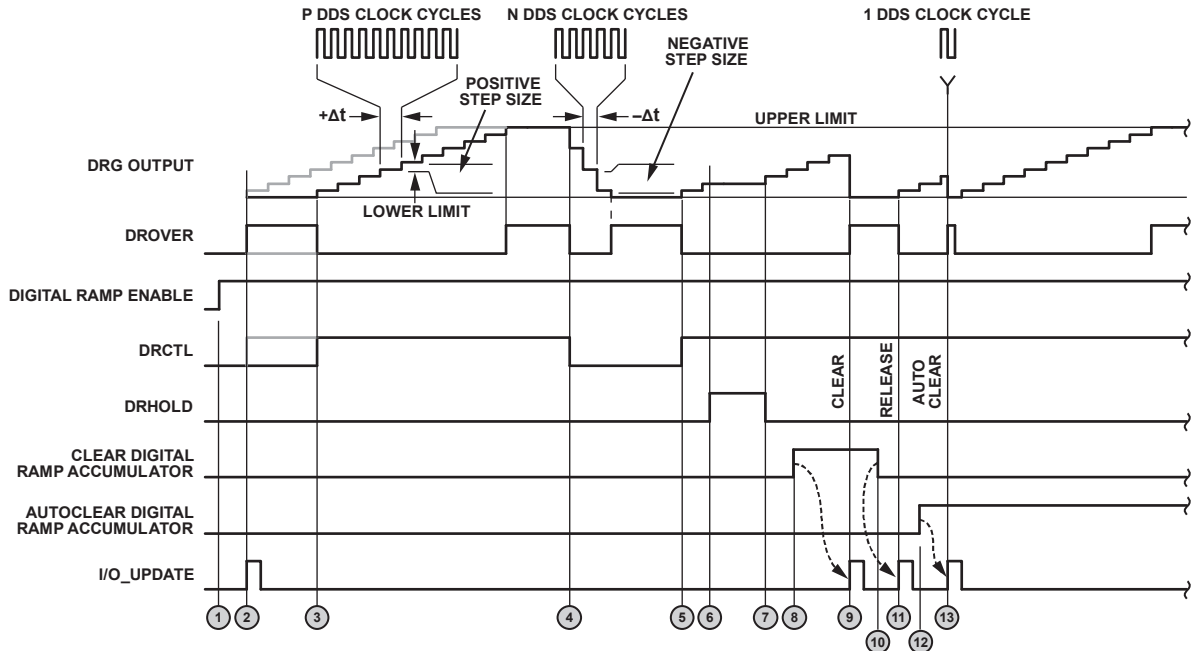 P DDS CLOCK CYCLES
N DDS CLOCK CYCLES
1 DDS CLOCK CYCLE
NEGATIVE
STEP SIZE
POSITIVE
STEP SIZE
+Δt
–Δt
UPPER LIMIT
DRG OUTPUT
LOWER LIMIT
DROVER
DIGITAL RAMP ENABLE
DRCTL
CLEAR
RELEASE
AUTO
CLEAR
DRHOLD
CLEAR DIGITAL
RAMP ACCUMULATOR
AUTOCLEAR DIGITAL
RAMP ACCUMULATOR
I/O_UPDATE
1 2 3 4 5 6 7 8 9 11 13
10 12